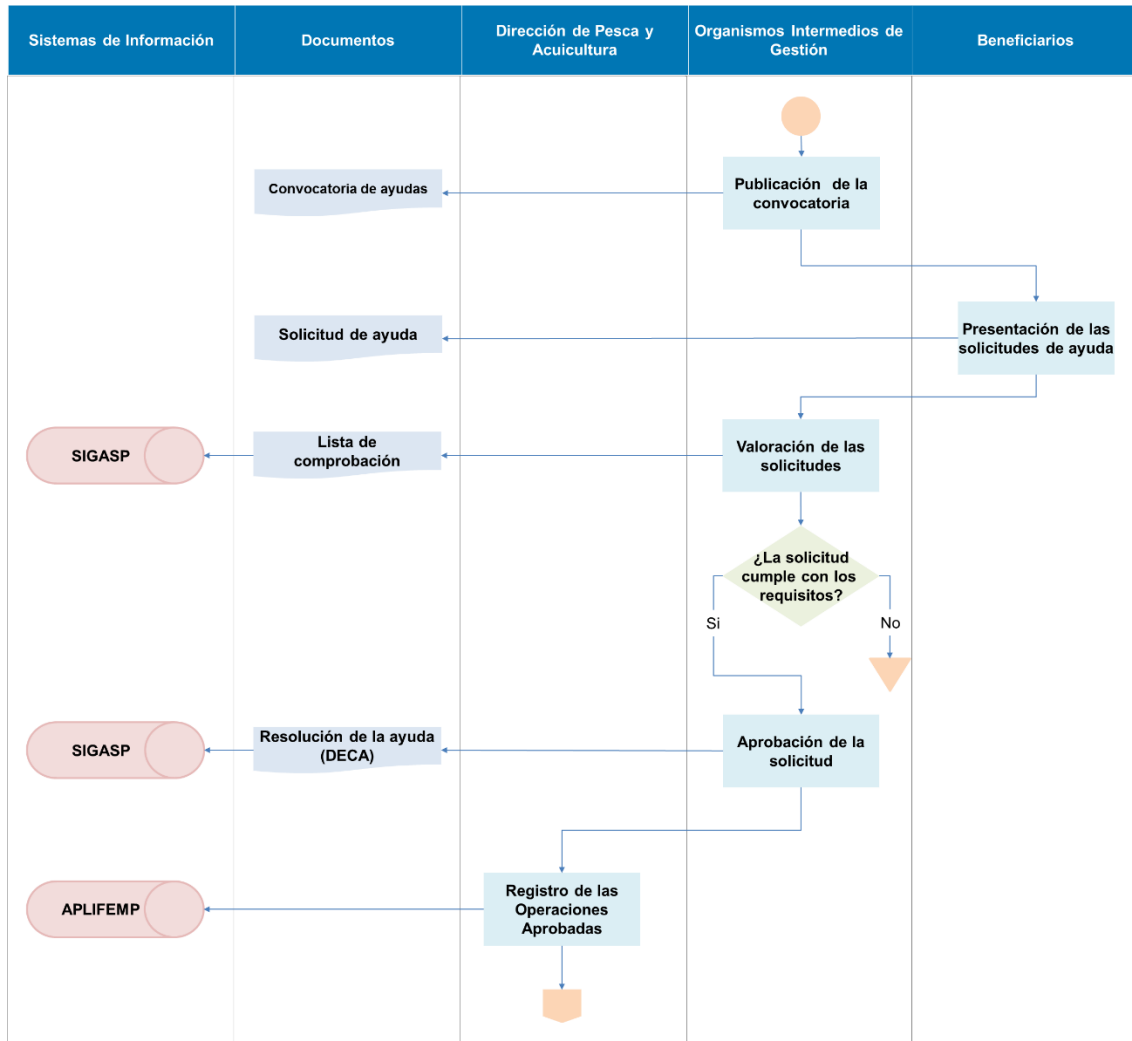 Sistemas de Información
Documentos
Dirección de Pesca y
Acuicultura
Organismos Intermedios de
Gestión
Beneficiarios
Convocatoria de ayudas
Publicación de la
convocatoria
Solicitud de ayuda
Presentación de las
solicitudes de ayuda
SIGASP
Lista de
comprobación
Valoración de las
solicitudes
¿La solicitud
cumple con los
requisitos?
Si
No
SIGASP
Resolución de la ayuda
(DECA)
Aprobación de la
solicitud
APLIFEMP
Registro de las
Operaciones
Aprobadas